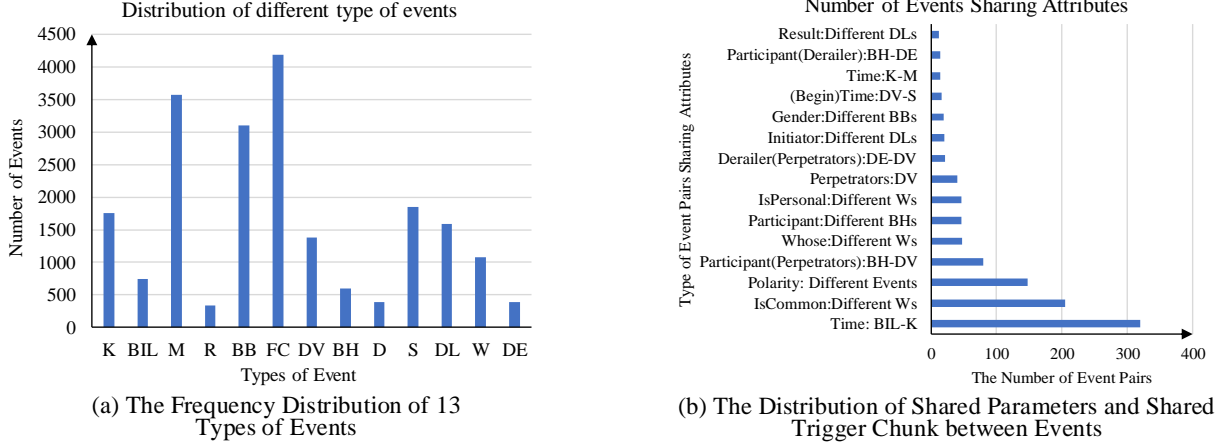 Distribution of different type of events
4500
4000
3500
3000
2500
2000
1500
1000
500
0
Number of Events
K BIL M R BB FC DV BH D S DL W DE
Types of Event
(a) The Frequency Distribution of 13
Types of Events
Number of Events Sharing Attributes
Type of Event Pairs Sharing Attributes
Result:Different DLs
Participant(Derailer):BH-DE
Time:K-M
(Begin)Time:DV-S
Gender:Different BBs
Initiator:Different DLs
Derailer(Perpetrators):DE-DV
Perpetrators:DV
IsPersonal:Different Ws
Participant:Different BHs
Whose:Different Ws
Participant(Perpetrators):BH-DV
Polarity: Different Events
IsCommon:Different Ws
Time: BIL-K
0 100 200 300 400
The Number of Event Pairs
(b) The Distribution of Shared Parameters and Shared
Trigger Chunk between Events